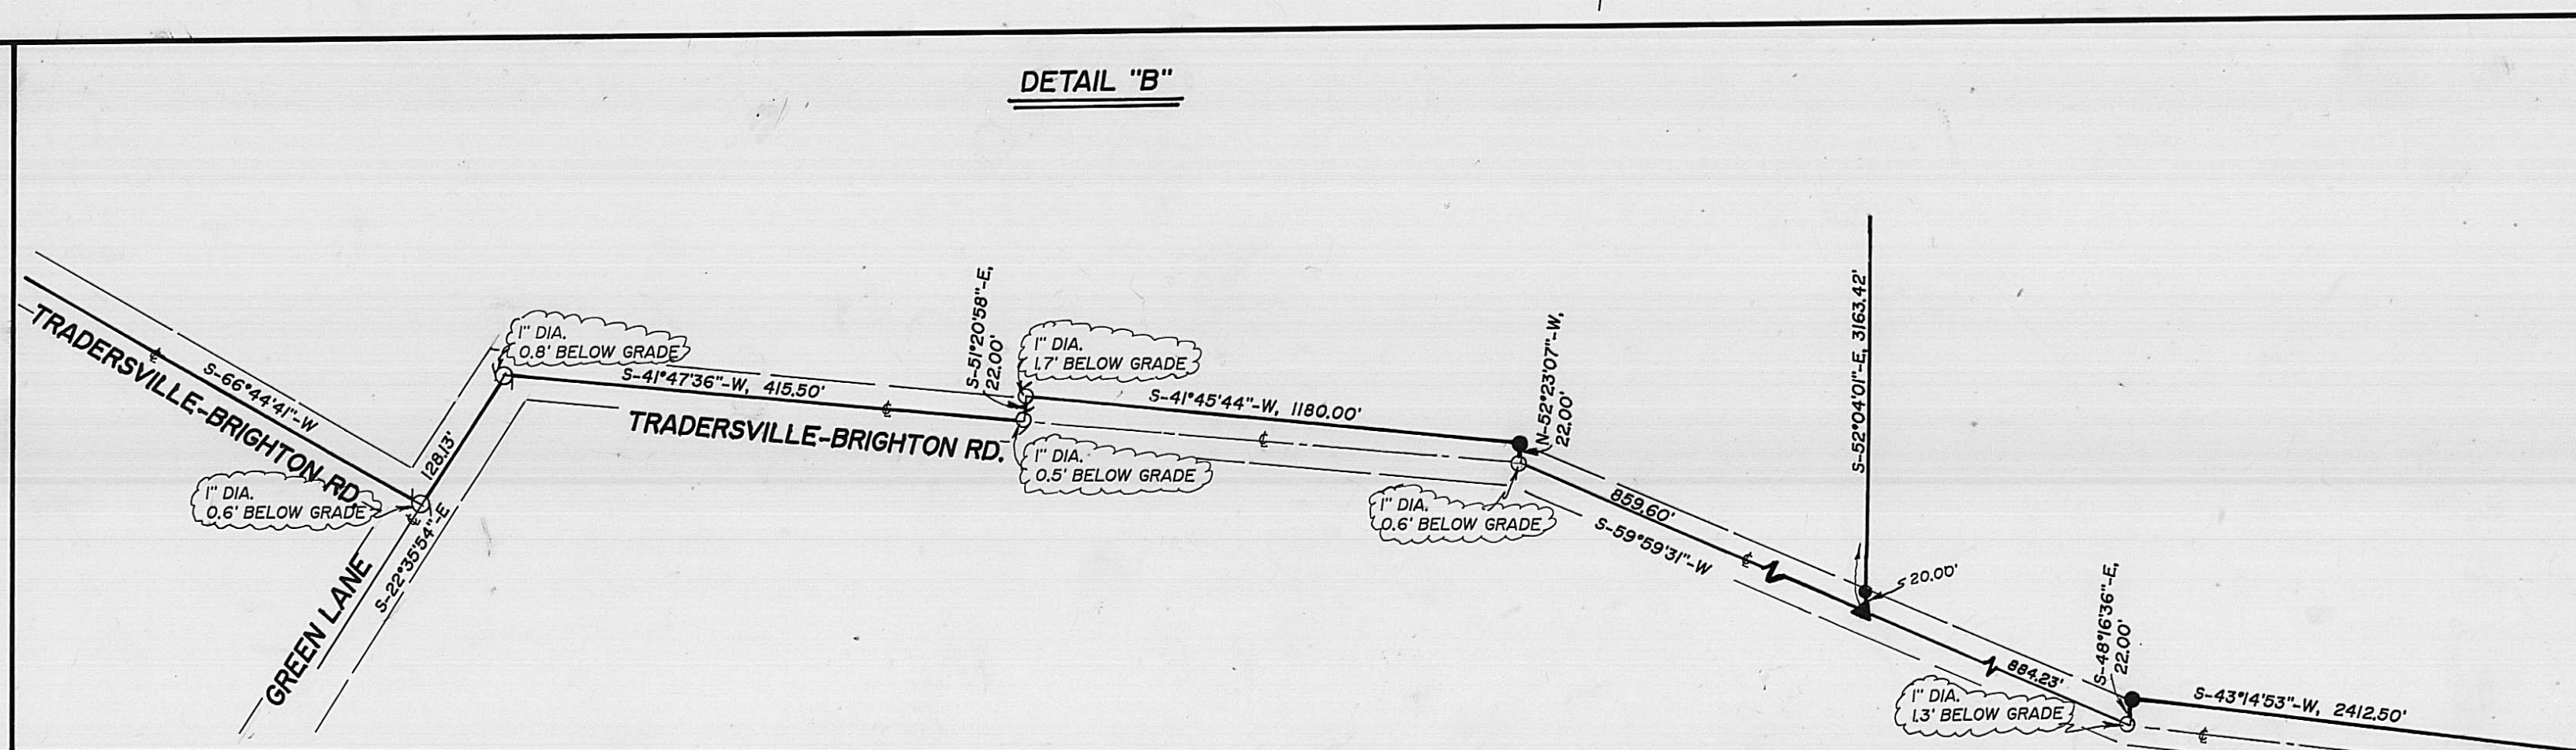 DETAIL "B"
TRADERSVILLE-BRIGHTON RD.
S-66°44'41"-W
1" DIA.
0.6' BELOW GRADE
128.13'
S-22°35'54"-E
GREEN LANE
1" DIA.
0.8' BELOW GRADE
S-41°47'36"-W, 415.50'
TRADERSVILLE-BRIGHTON RD.
S-51°20'58"-E,
22.00'
1" DIA.
1.7' BELOW GRADE
1" DIA.
0.5' BELOW GRADE
S-41°45'44"-W, 1180.00'
N-52°23'07"-W,
22.00'
1" DIA.
0.6' BELOW GRADE
859.60'
S-59°59'31"-W
S-52°04'01"-E, 3163.42'
20.00'
884.23'
S-48°16'36"-E,
22.00'
1" DIA.
1.3' BELOW GRADE
S-43°14'53"-W, 2412.50'